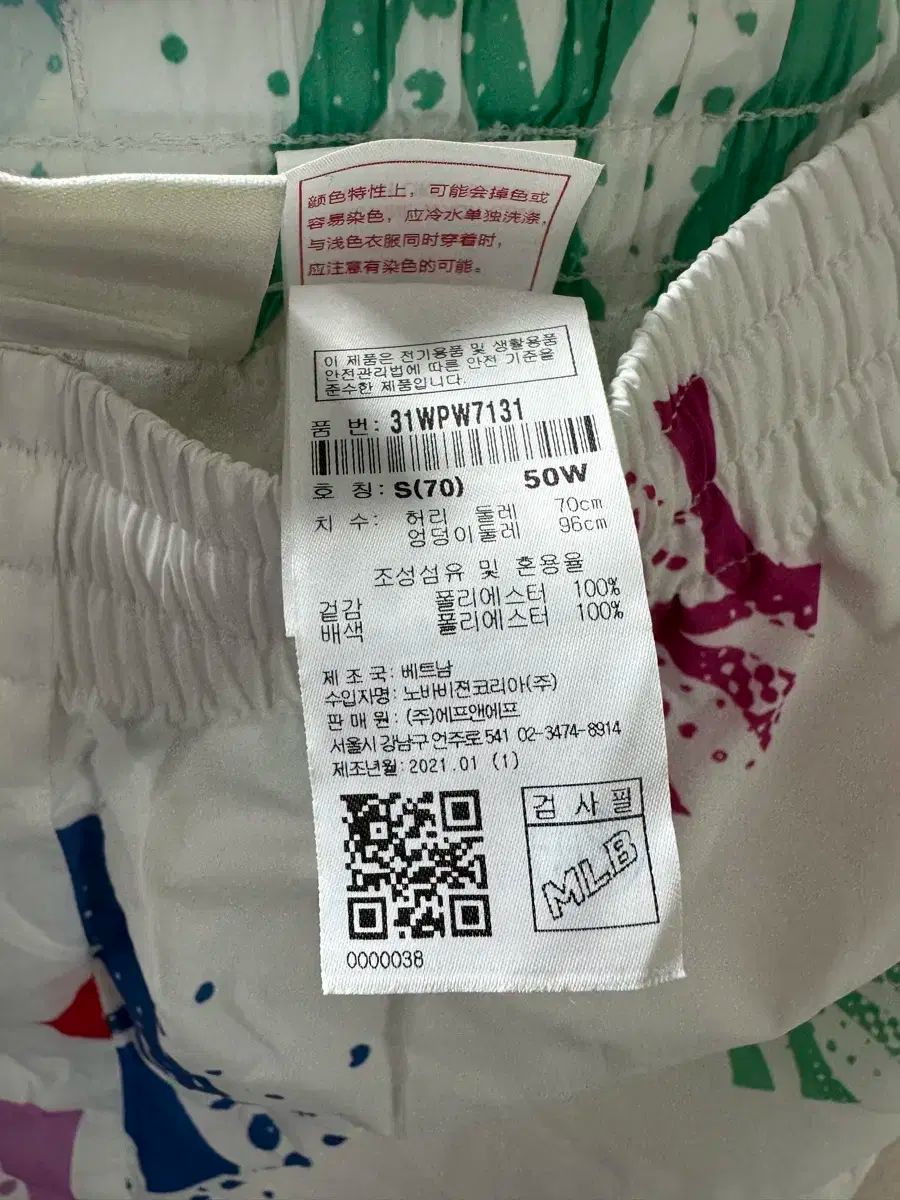 颜色特性上，可能会掉色或
容易染色，应冷水单独洗涤，
与浅色衣服同时穿着时，
应注意有染色的可能。
이 제품은 전기용품 및 생활용품
안전관리법에 따른 안전 기준을
준수한 제품입니다.
품 번: 31WPW7131
호 칭: S(70) 50W
치 수: 허리 둘레 70cm
엉덩이둘레 96cm
조성섬유 및 혼용율
겉감 폴리에스터 100%
배색 폴리에스터 100%
제 조 국: 베트남
수입자명: 노바비젼코리아(주)
판 매 원: (주)에프앤에프
서울시 강남구 언주로 541 02-3474-8914
제조년월: 2021.01 (1)
검 사 필
MLB
0000038